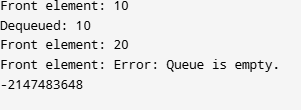 Front element: 10
Dequeued: 10
Front element: 20
Front element: Error: Queue is empty.
-2147483648